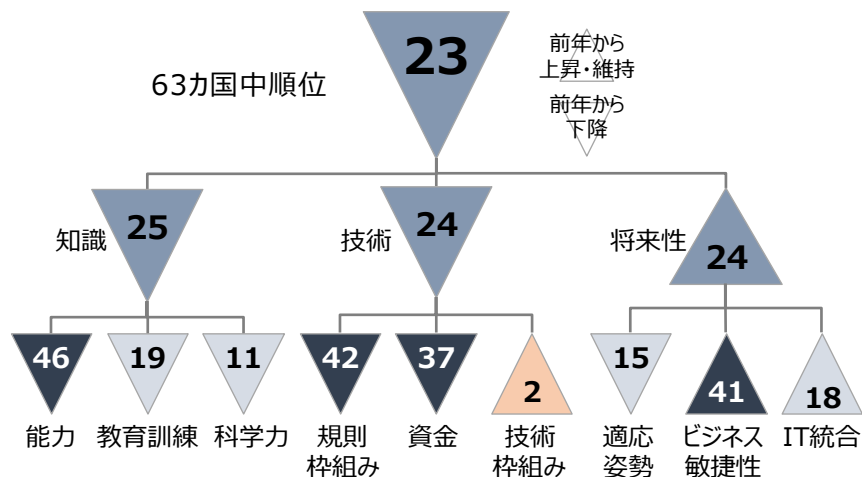 23
63カ国中順位
前年から
上昇・維持
前年から
下降
知識
25
技術
24
将来性
24
46
19
11
42
37
2
15
41
18
能力
教育訓練
科学力
規則
枠組み
資金
技術
枠組み
適応
姿勢
ビジネス
敏捷性
IT統合